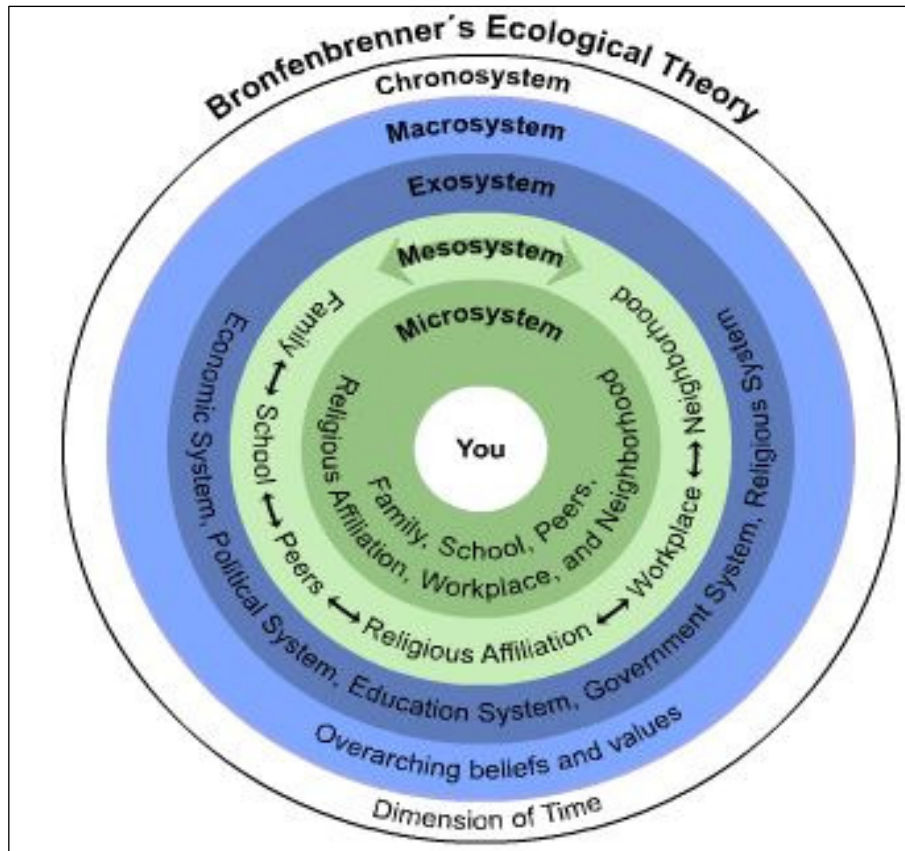 Bronfenbrenner´s Ecological Theory
Chronosystem
Macrosystem
Exosystem
Mesosystem
Microsystem
You
Family, School, Peers,
Religious Affiliation, Workplace, and Neighborhood
Family ↔ School ↔ Peers ↔ Religious Affiliation ↔ Workplace ↔ Neighborhood
Economic System, Political System, Education System, Government System, Religious System
Overarching beliefs and values
Dimension of Time